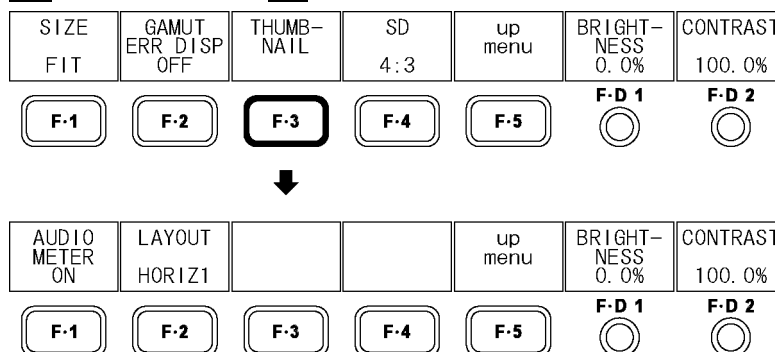 SIZE
FIT
GAMUT
ERR DISP
OFF
THUMB-
NAIL
SD
4:3
up
menu
BRIGHT-
NESS
0.0%
CONTRAST
100.0%
F·1
F·2
F·3
F·4
F·5
F·D 1
F·D 2
AUDIO
METER
ON
LAYOUT
HORIZ1
up
menu
BRIGHT-
NESS
0.0%
CONTRAST
100.0%
F·1
F·2
F·3
F·4
F·5
F·D 1
F·D 2